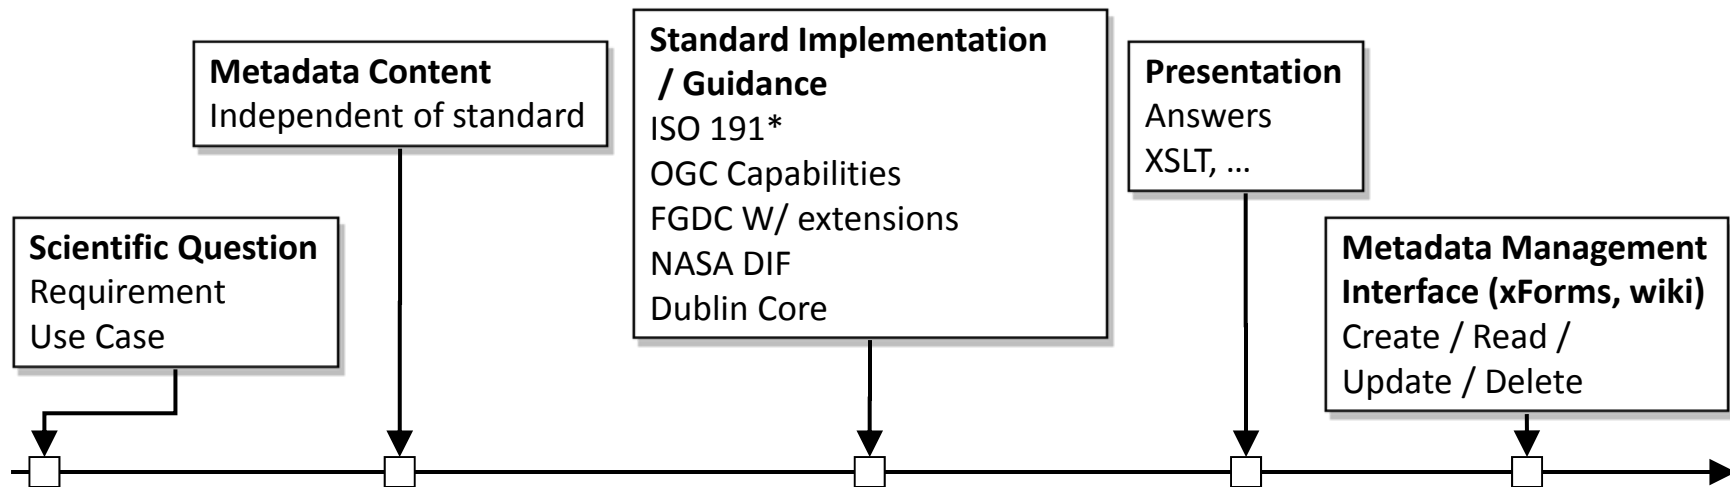 Scientific Question
Requirement
Use Case
Metadata Content
Independent of standard
Standard Implementation
/ Guidance
ISO 191*
OGC Capabilities
FGDC W/ extensions
NASA DIF
Dublin Core
Presentation
Answers
XSLT, ...
Metadata Management
Interface (xForms, wiki)
Create / Read /
Update / Delete